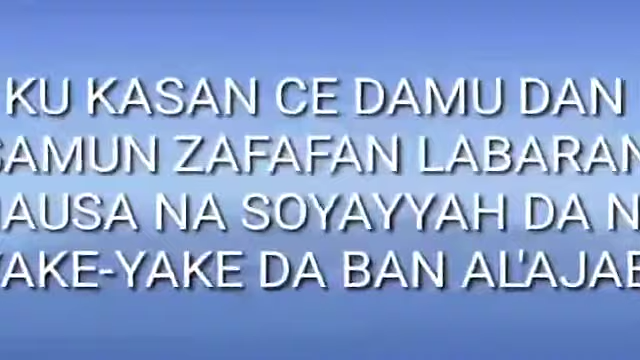 KU KASAN CE DAMU DAN
SAMUN ZAFAFAN LABARAN
HAUSA NA SOYAYYAH DA N
YAKE-YAKE DA BAN AL'AJAB